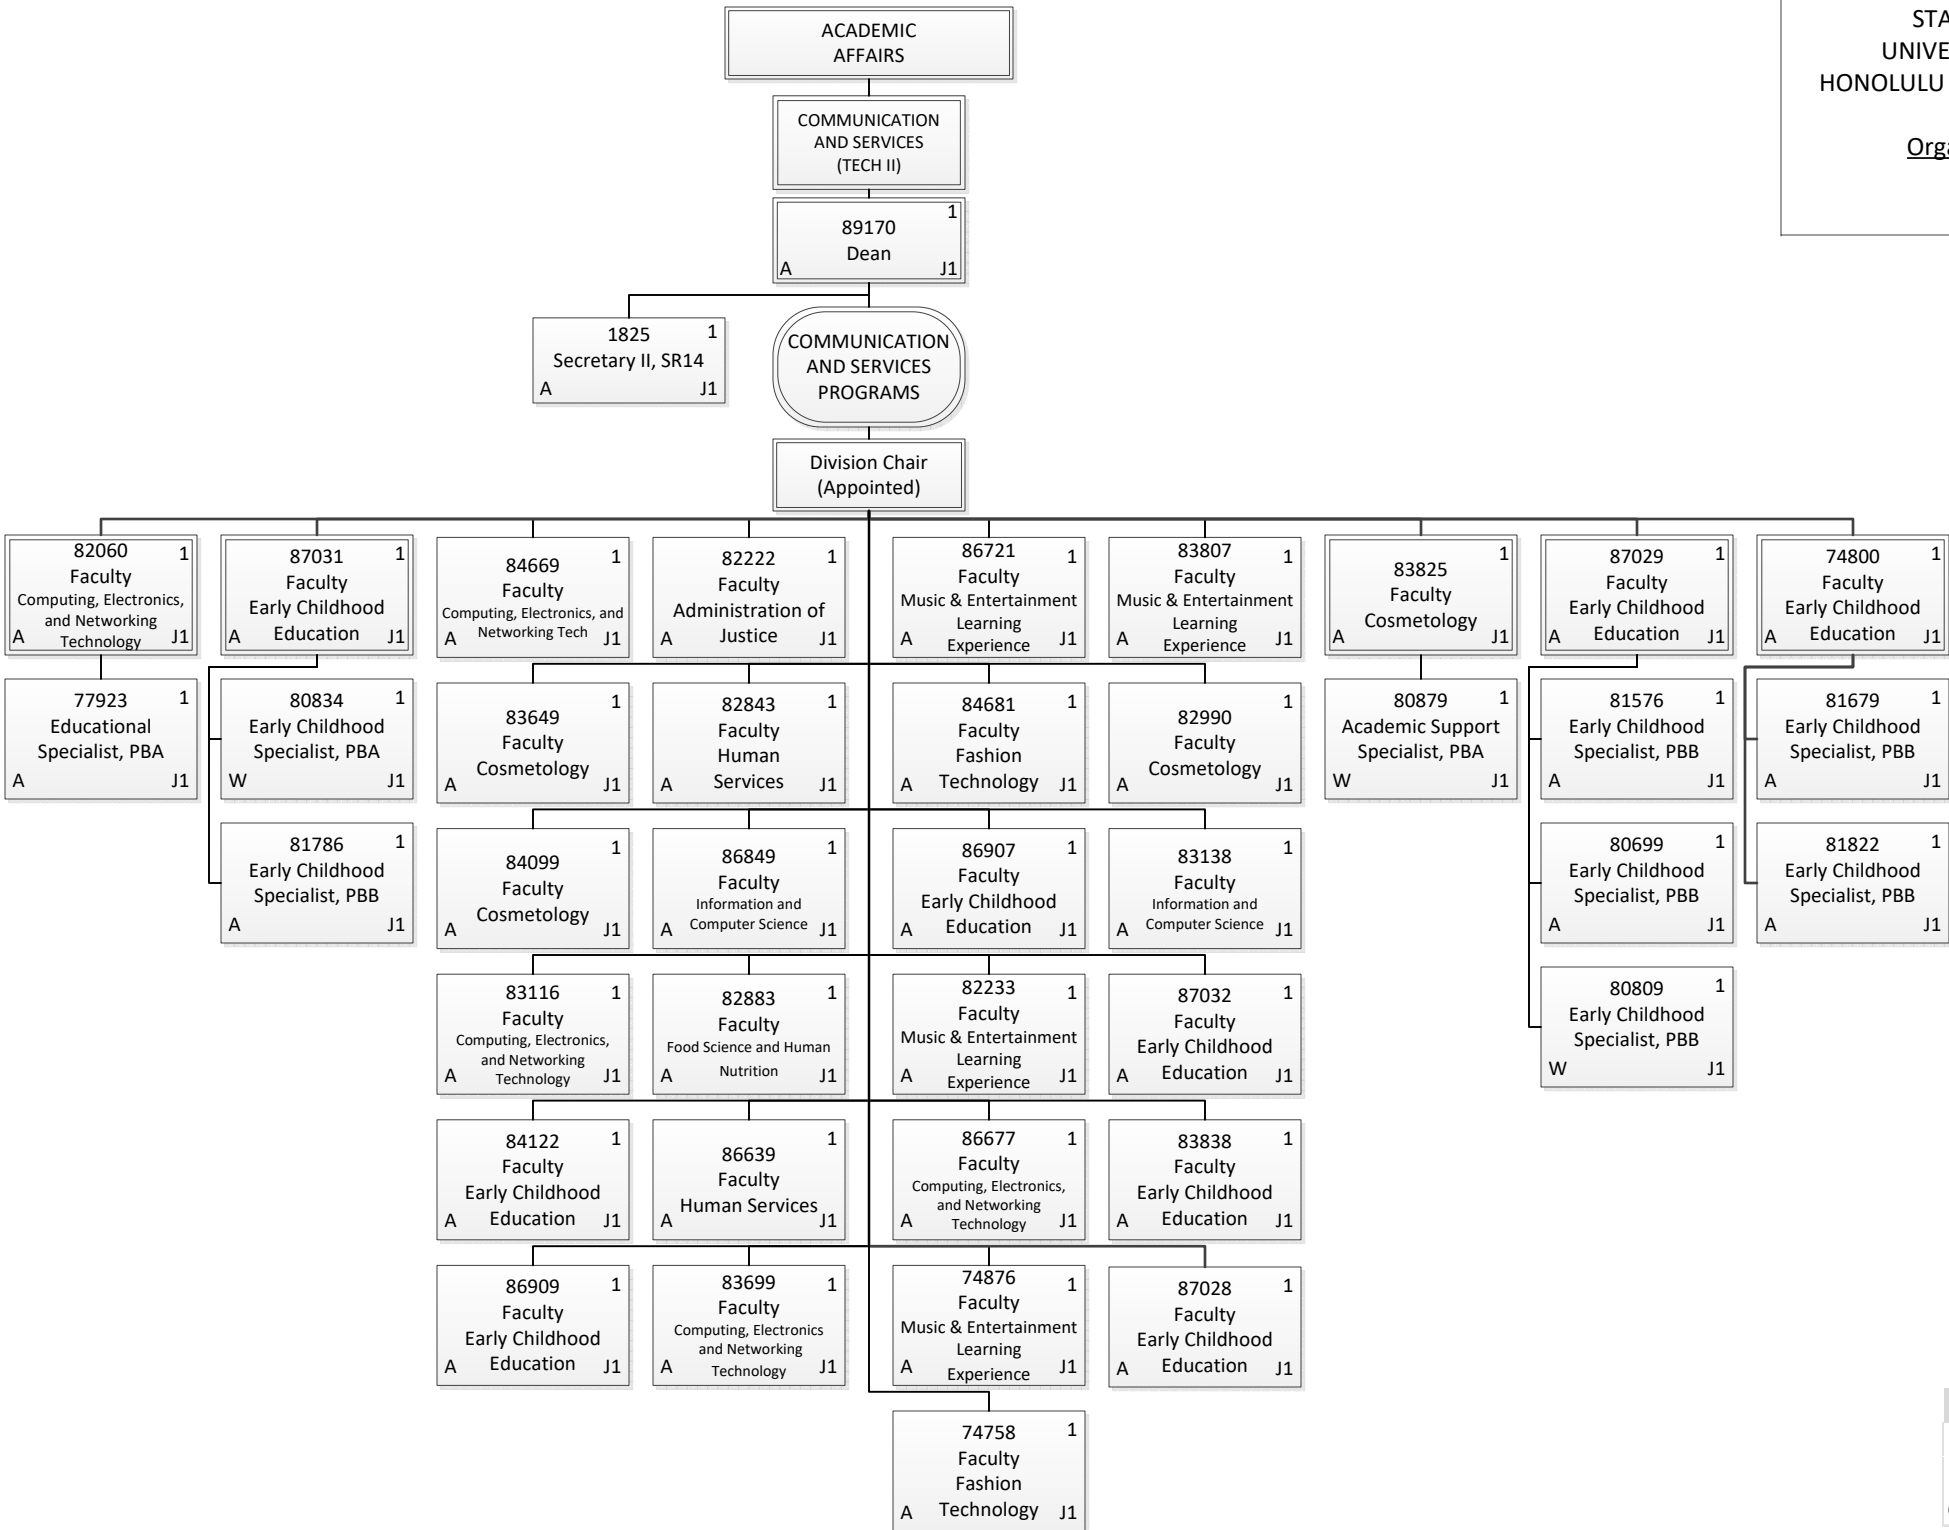 ACADEMIC
AFFAIRS
COMMUNICATION
AND SERVICES
(TECH II)
1
89170
Dean
A J1
1825 1
Secretary II, SR14
A J1
COMMUNICATION
AND SERVICES
PROGRAMS
Division Chair
(Appointed)
82060 1
Faculty
Computing, Electronics,
and Networking
A Technology J1
87031 1
Faculty
Early Childhood
A Education J1
84669 1
Faculty
Computing, Electronics, and
A Networking Tech J1
82222 1
Faculty
Administration of
A Justice J1
86721 1
Faculty
Music & Entertainment
Learning
A Experience J1
83807 1
Faculty
Music & Entertainment
Learning
A Experience J1
83825 1
Faculty
Cosmetology
A J1
87029 1
Faculty
Early Childhood
A Education J1
74800 1
Faculty
Early Childhood
A Education J1
77923 1
Educational
Specialist, PBA
A J1
80834 1
Early Childhood
Specialist, PBA
W J1
83649 1
Faculty
Cosmetology
A J1
82843 1
Faculty
Human
A Services J1
84681 1
Faculty
Fashion
A Technology J1
82990 1
Faculty
Cosmetology
A J1
80879 1
Academic Support
Specialist, PBA
W J1
81576 1
Early Childhood
Specialist, PBB
A J1
81679 1
Early Childhood
Specialist, PBB
A J1
81786 1
Early Childhood
Specialist, PBB
A J1
84099 1
Faculty
Cosmetology
A J1
86849 1
Faculty
Information and
A Computer Science J1
86907 1
Faculty
Early Childhood
A Education J1
83138 1
Faculty
Information and
A Computer Science J1
80699 1
Early Childhood
Specialist, PBB
A J1
81822 1
Early Childhood
Specialist, PBB
A J1
83116 1
Faculty
Computing, Electronics,
and Networking
A Technology J1
82883 1
Faculty
Food Science and Human
A Nutrition J1
82233 1
Faculty
Music & Entertainment
Learning
A Experience J1
87032 1
Faculty
Early Childhood
A Education J1
80809 1
Early Childhood
Specialist, PBB
W J1
84122 1
Faculty
Early Childhood
A Education J1
86639 1
Faculty
Human Services
A J1
86677 1
Faculty
Computing, Electronics,
and Networking
A Technology J1
83838 1
Faculty
Early Childhood
A Education J1
86909 1
Faculty
Early Childhood
A Education J1
83699 1
Faculty
Computing, Electronics
and Networking
A Technology J1
74876 1
Faculty
Music & Entertainment
Learning
A Experience J1
87028 1
Faculty
Early Childhood
A Education J1
74758 1
Faculty
Fashion
A Technology J1
HONOLULU